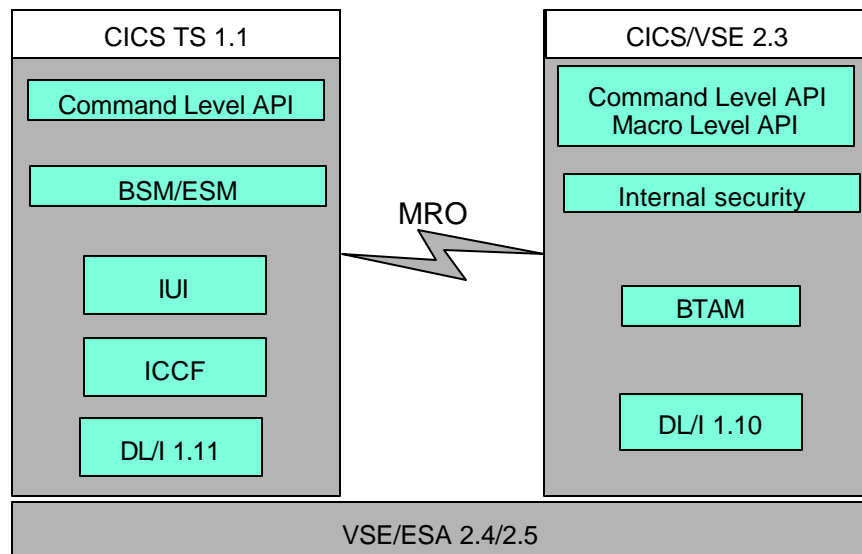 CICS TS 1.1
Command Level API
BSM/ESM
IUI
ICCF
DL/I 1.11
MRO
CICS/VSE 2.3
Command Level API
Macro Level API
Internal security
BTAM
DL/I 1.10
VSE/ESA 2.4/2.5